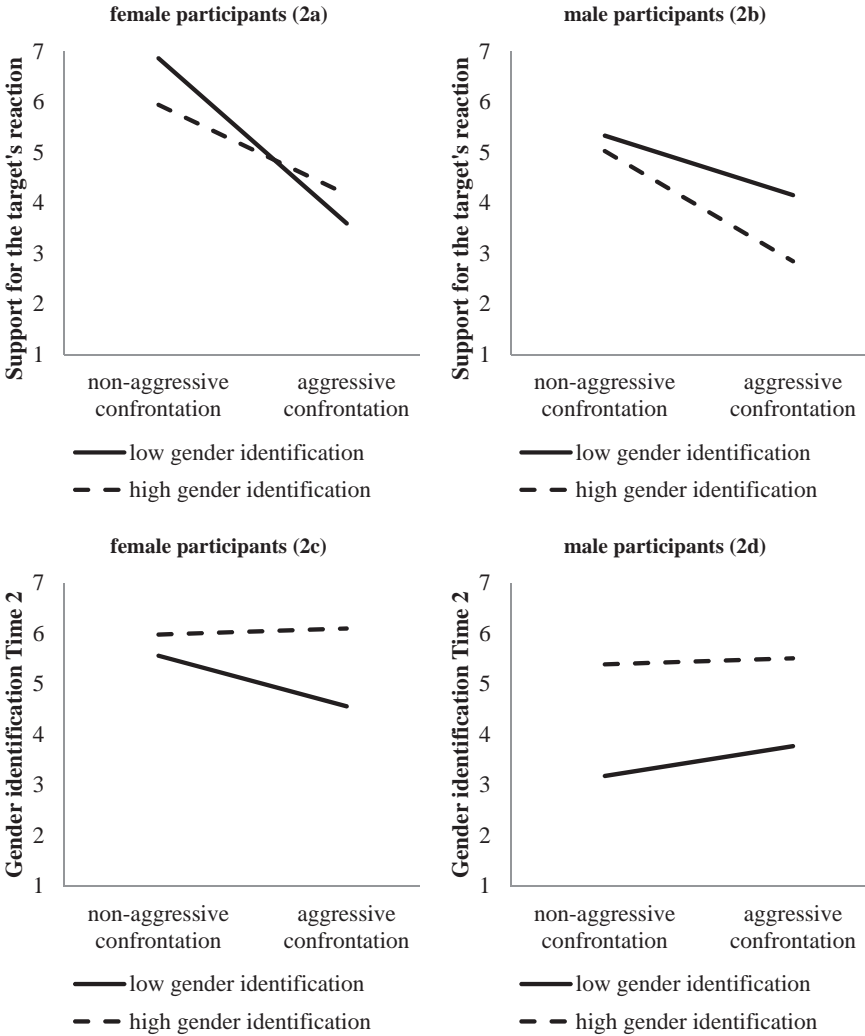 female participants (2a)
Support for the target's reaction
7
6
5
4
3
2
1
non-aggressive
confrontation
aggressive
confrontation
low gender identification
high gender identification
male participants (2b)
Support for the target's reaction
7
6
5
4
3
2
1
non-aggressive
confrontation
aggressive
confrontation
low gender identification
high gender identification
female participants (2c)
Gender identification Time 2
7
6
5
4
3
2
1
non-aggressive
confrontation
aggressive
confrontation
low gender identification
high gender identification
male participants (2d)
Gender identification Time 2
7
6
5
4
3
2
1
non-aggressive
confrontation
aggressive
confrontation
low gender identification
high gender identification